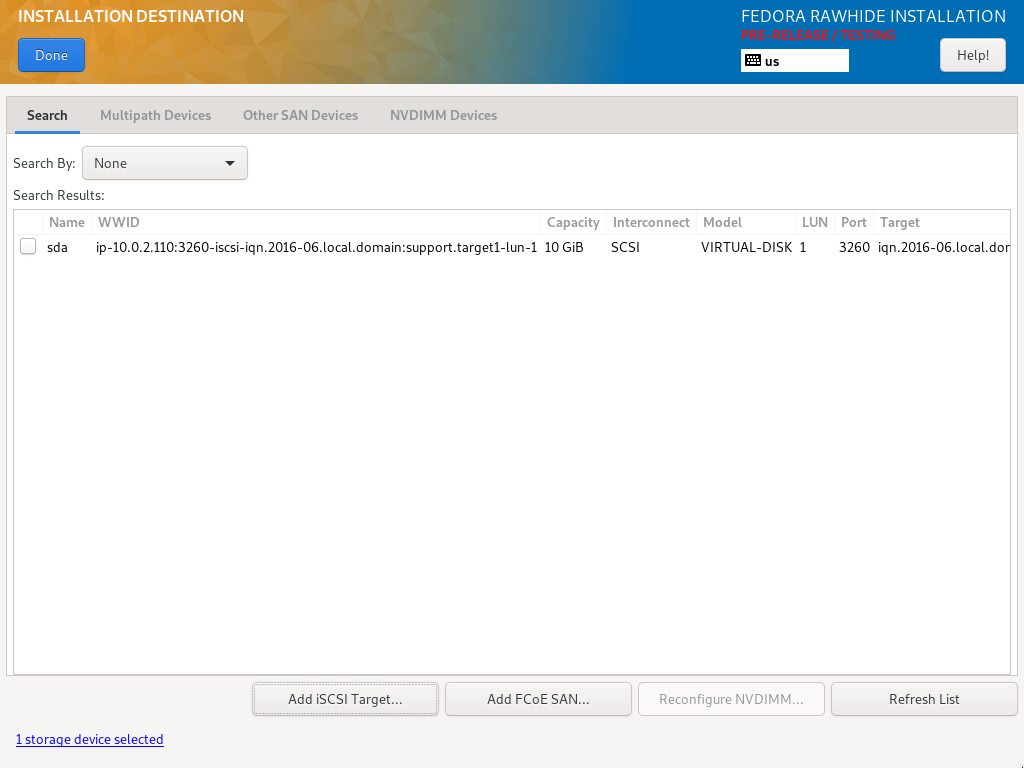 INSTALLATION DESTINATION
FEDORA RAWHIDE INSTALLATION
PRE-RELEASE / TESTING
Done
us
Help!
Search Multipath Devices Other SAN Devices NVDIMM Devices
Search By: None
Search Results:
Name WWID Capacity Interconnect Model LUN Port Target
sda ip-10.0.2.110:3260-iscsi-iqn.2016-06.local.domain:support.target1-lun-1 10 GiB SCSI VIRTUAL-DISK 1 3260 iqn.2016-06.local.dor
Add iSCSI Target... Add FCoE SAN... Reconfigure NVDIMM... Refresh List
1 storage device selected